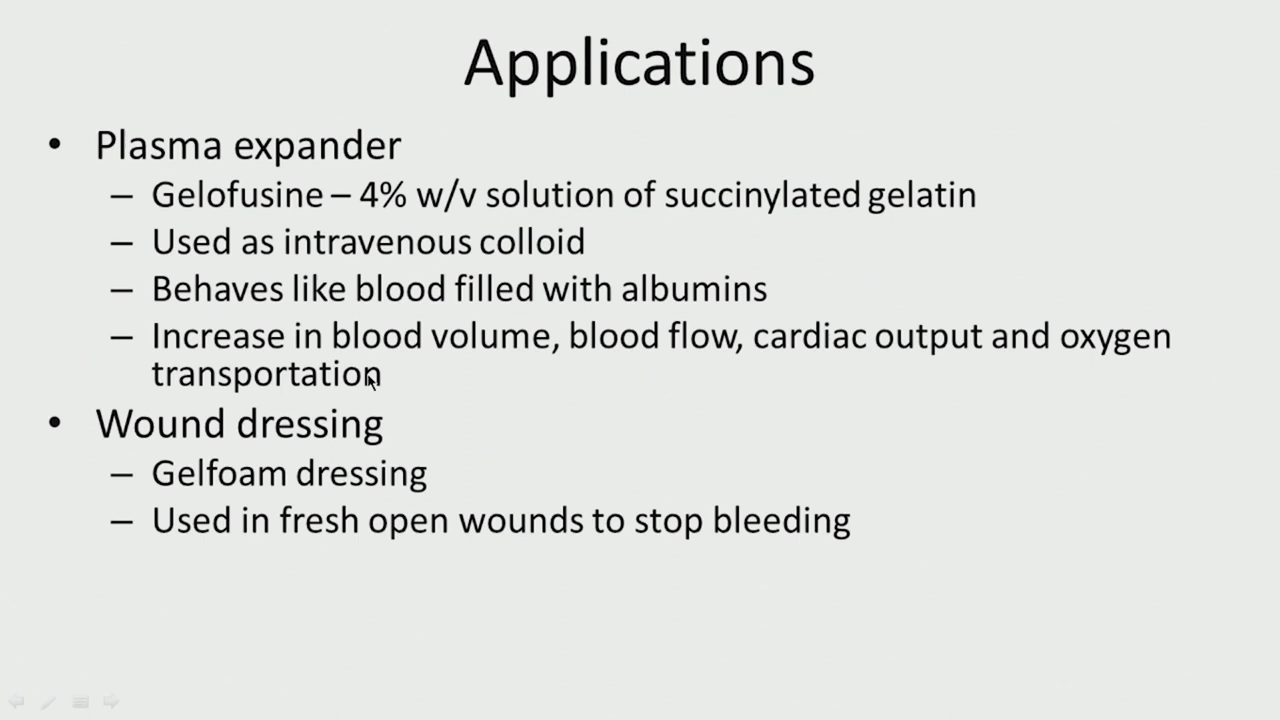 Applications
• Plasma expander
– Gelofusine – 4% w/v solution of succinylated gelatin
– Used as intravenous colloid
– Behaves like blood filled with albumins
– Increase in blood volume, blood flow, cardiac output and oxygen
transportation
• Wound dressing
– Gelfoam dressing
– Used in fresh open wounds to stop bleeding